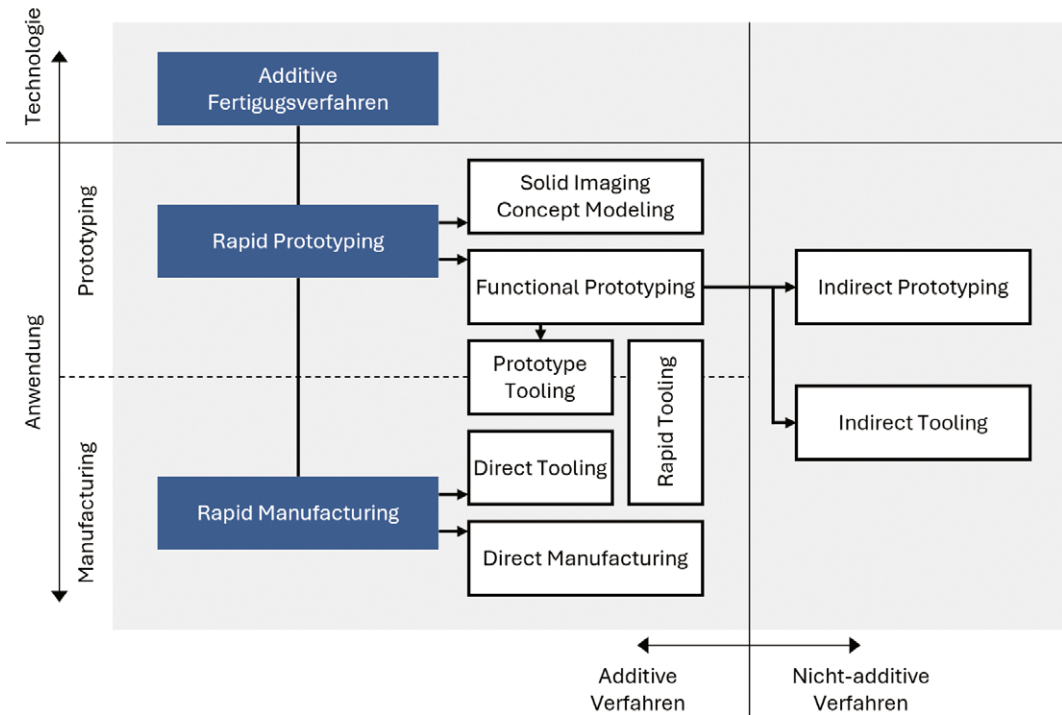 Technologie
Additive
Fertigugsverfahren
Anwendung
Prototyping
Rapid Prototyping
Solid Imaging
Concept Modeling
Functional Prototyping
Indirect Prototyping
Prototype
Tooling
Rapid Tooling
Indirect Tooling
Manufacturing
Rapid Manufacturing
Direct Tooling
Direct Manufacturing
Additive
Verfahren
Nicht-additive
Verfahren